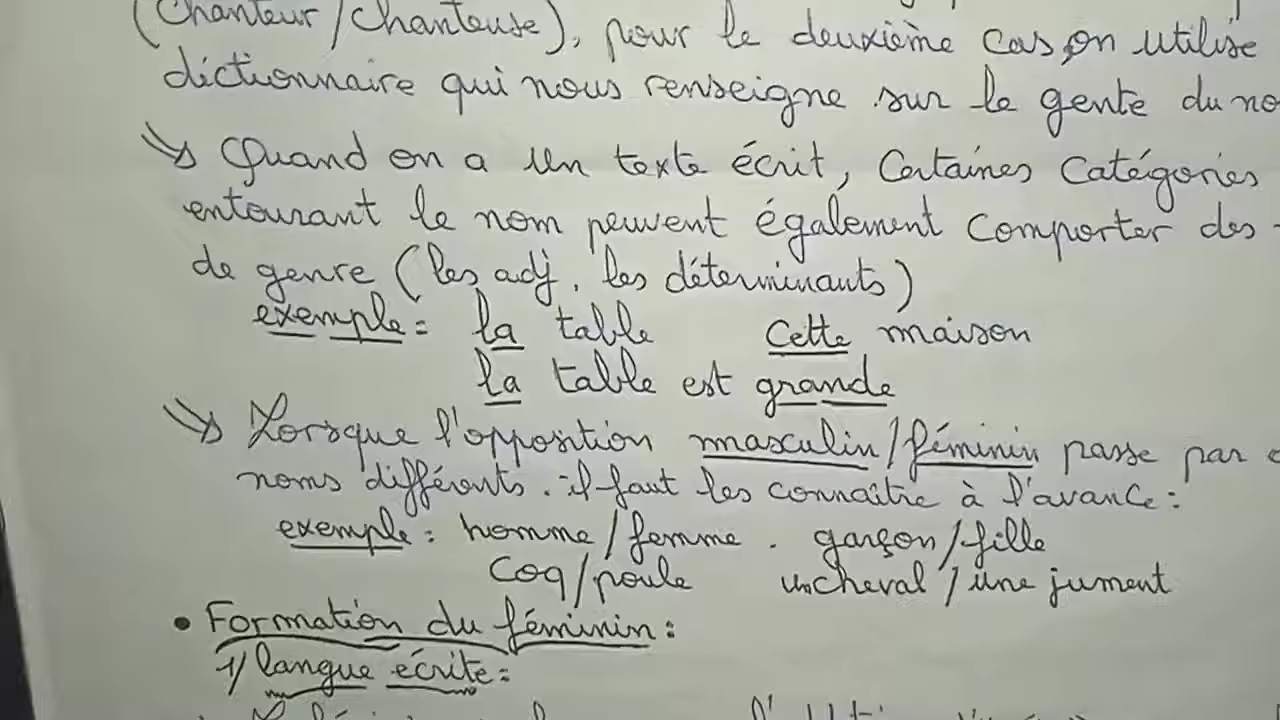 (Chanteur/Chanteuse), pour le deuxième cas, on utilise
dictionnaire qui nous renseigne sur le gente du
↘ Quand on a un texte écrit, Certaines Catégories
entourant le nom peuvent également Comporter des
de genre (les adj, les déterminants)
exemple: la table Cette maison
la table est grande
↘ Lorsque l'opposition masculin/féminin passe par
noms différents. il faut les connaître à l'avance:
exemple: homme/femme. garçon/fille
Coq/poule un cheval/une jument
• Formation du féminin:
1/ langue écrite: